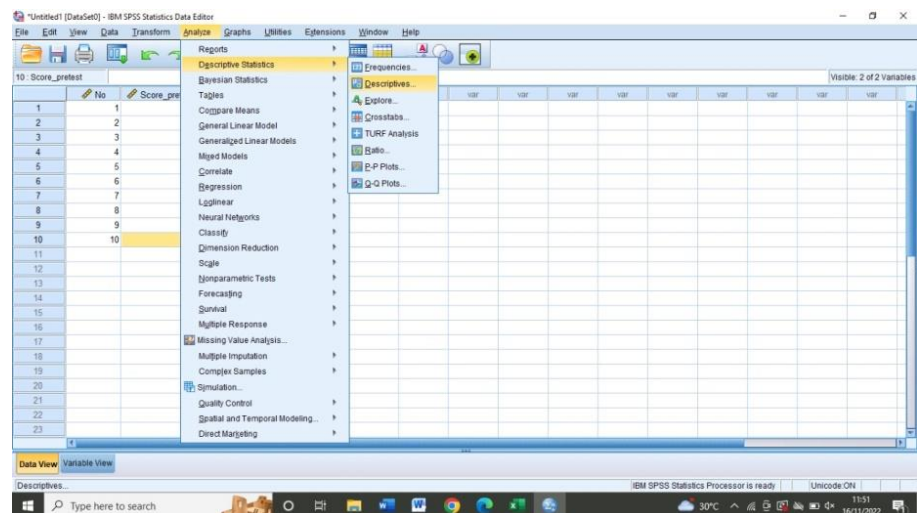 *Untitled1 [DataSet0] - IBM SPSS Statistics Data Editor
File Edit View Data Transform Analyze Graphs Utilities Extensions Window Help
10 : Score_pretest
Visible: 2 of 2 Variables
No Score_pre var var var var var var var var
1 1
2 2
3 3
4 4
5 5
6 6
7 7
8 8
9 9
10 10
11
12
13
14
15
16
17
18
19
20
21
22
23
Reports
Descriptive Statistics
Bayesian Statistics
Tables
Compare Means
General Linear Model
Generalized Linear Models
Mixed Models
Correlate
Regression
Loglinear
Neural Networks
Classify
Dimension Reduction
Scale
Nonparametric Tests
Forecasting
Survival
Multiple Response
Missing Value Analysis...
Multiple Imputation
Complex Samples
Simulation...
Quality Control
Spatial and Temporal Modeling...
Direct Marketing
Frequencies...
Descriptives...
Explore...
Crosstabs...
TURF Analysis
Ratio...
P-P Plots...
Q-Q Plots...
Data View Variable View
Descriptives...
IBM SPSS Statistics Processor is ready
Unicode:ON
Type here to search
30°C
11:51
16/11/2022